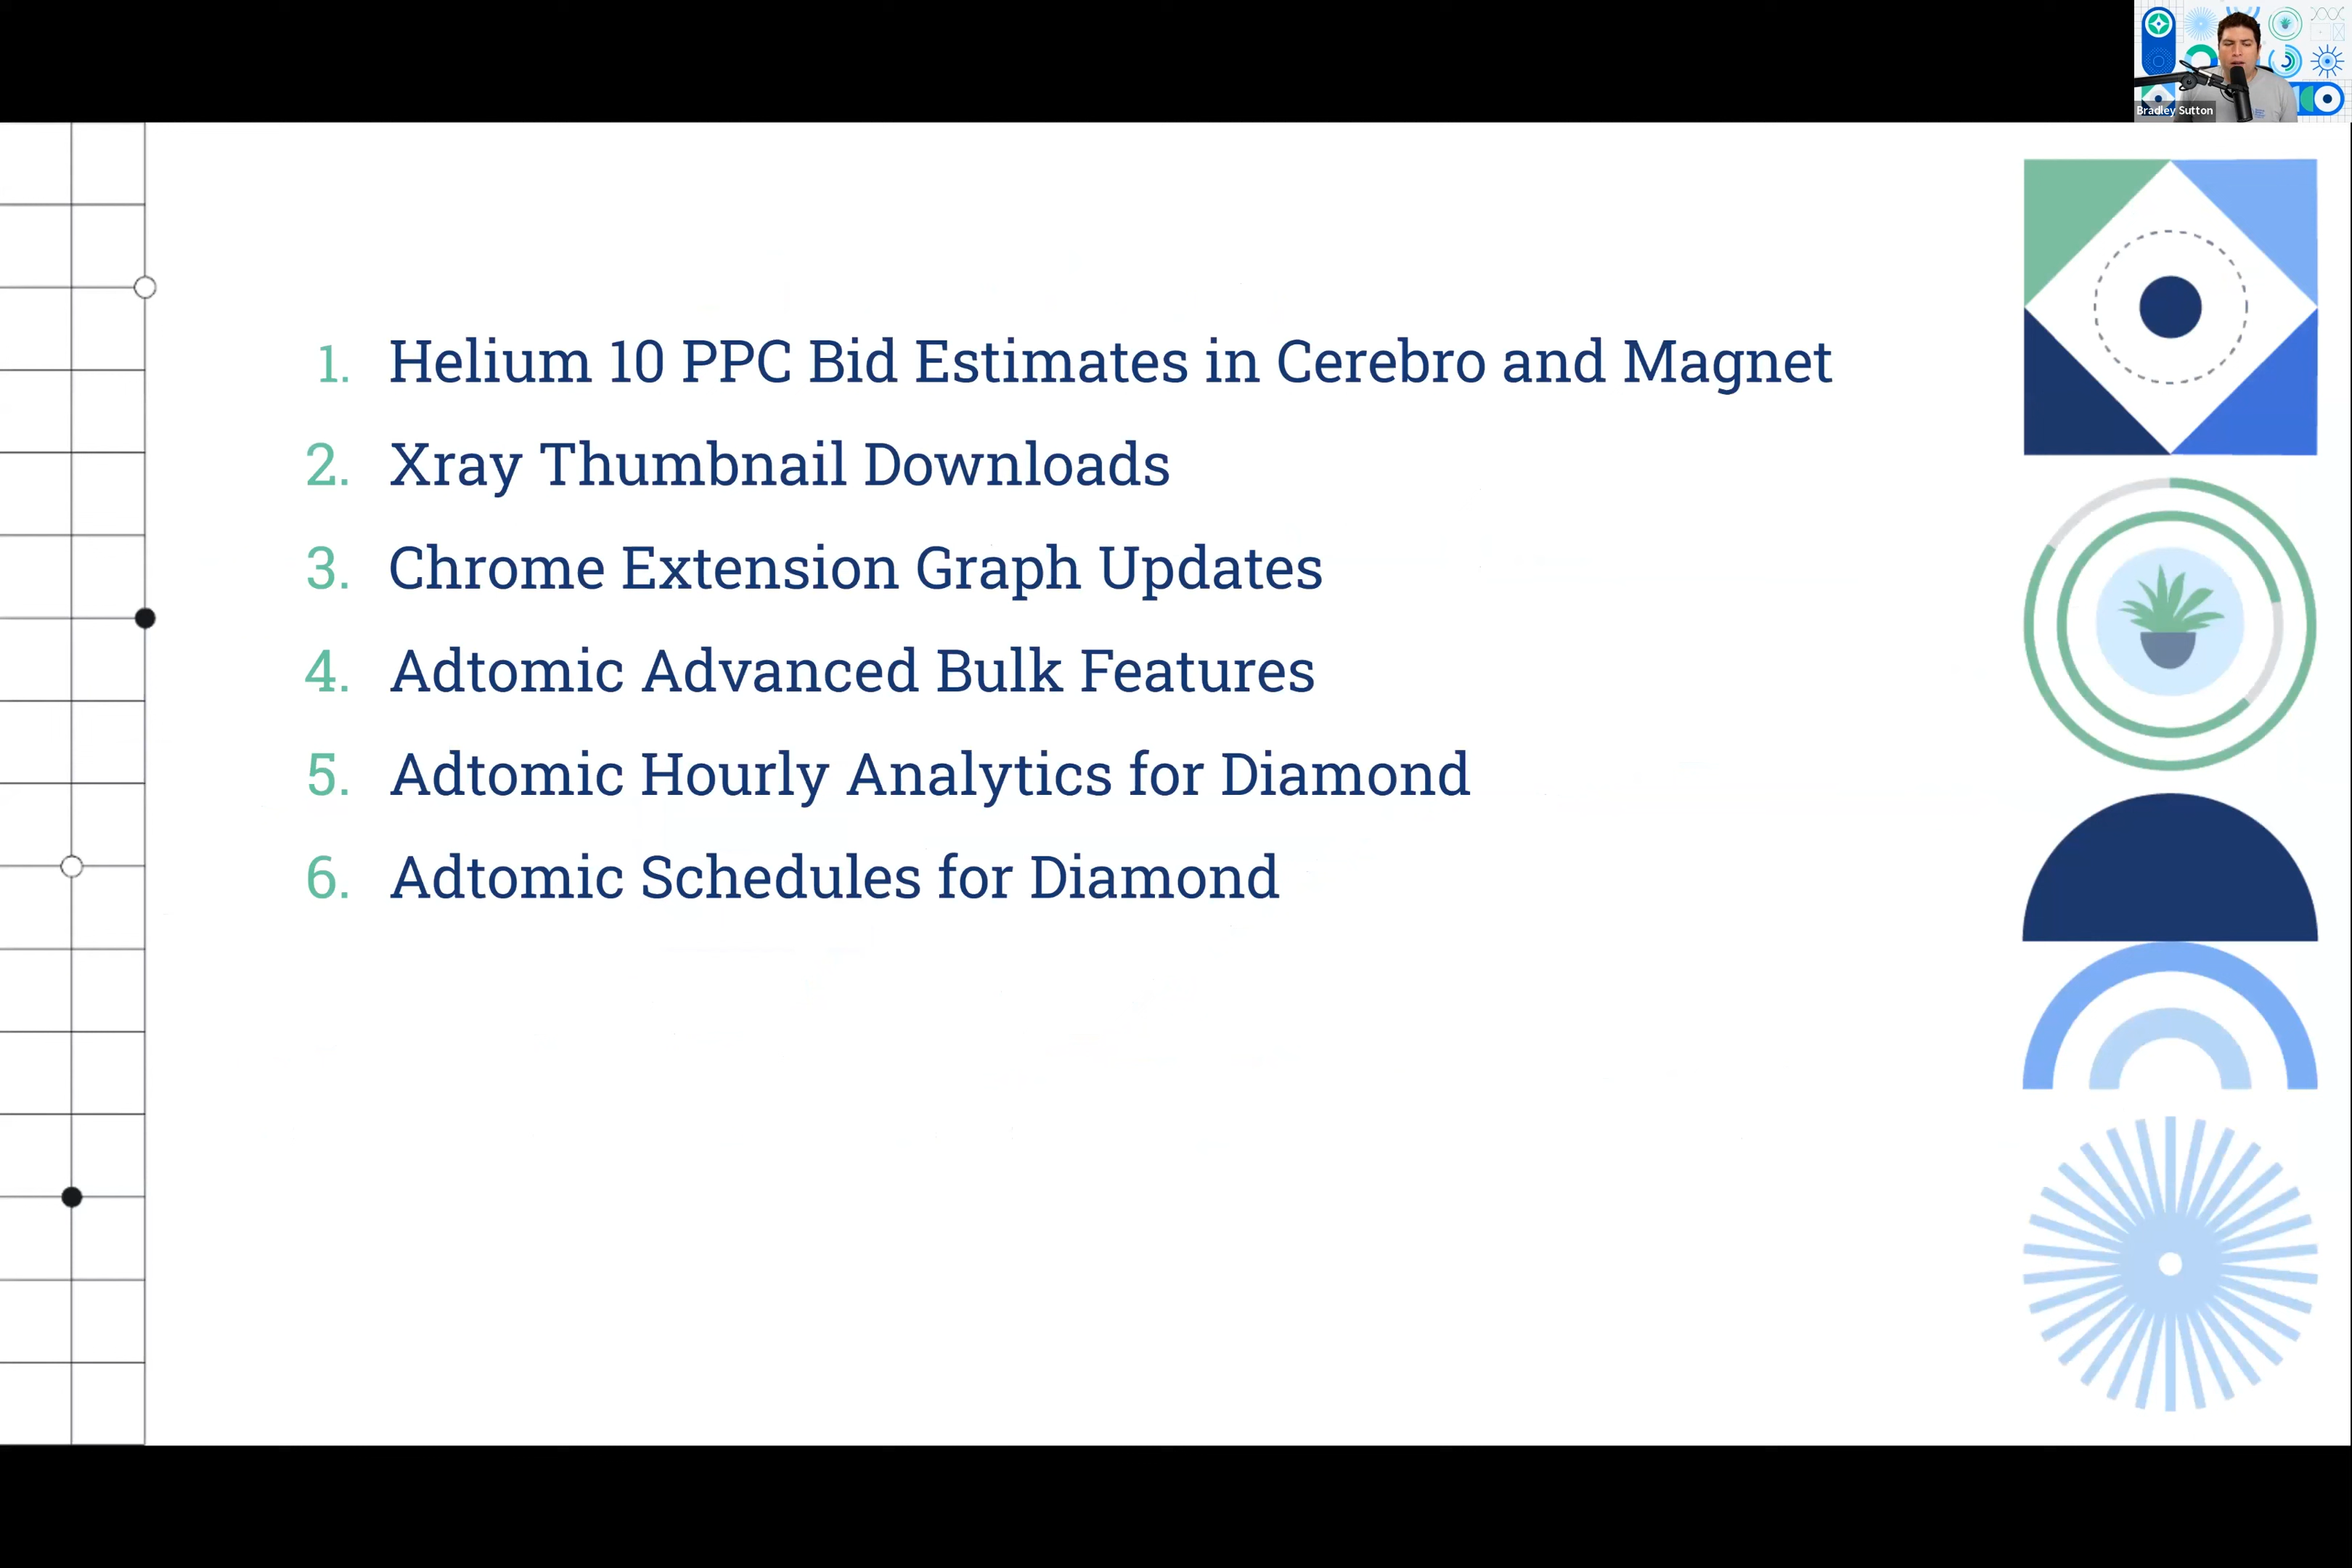 Bradley Sutton
1. Helium 10 PPC Bid Estimates in Cerebro and Magnet
2. Xray Thumbnail Downloads
3. Chrome Extension Graph Updates
4. Adtomic Advanced Bulk Features
5. Adtomic Hourly Analytics for Diamond
6. Adtomic Schedules for Diamond